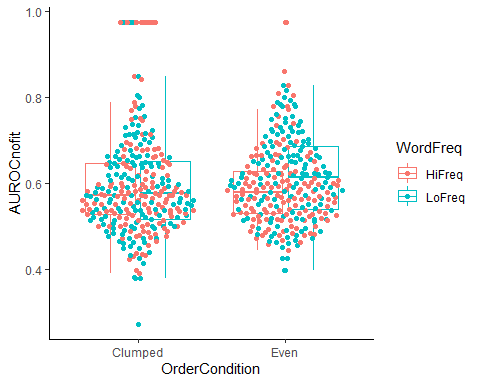 1.0
0.8
0.6
0.4
AUROCnofit
Clumped
Even
OrderCondition
WordFreq
HiFreq
LoFreq